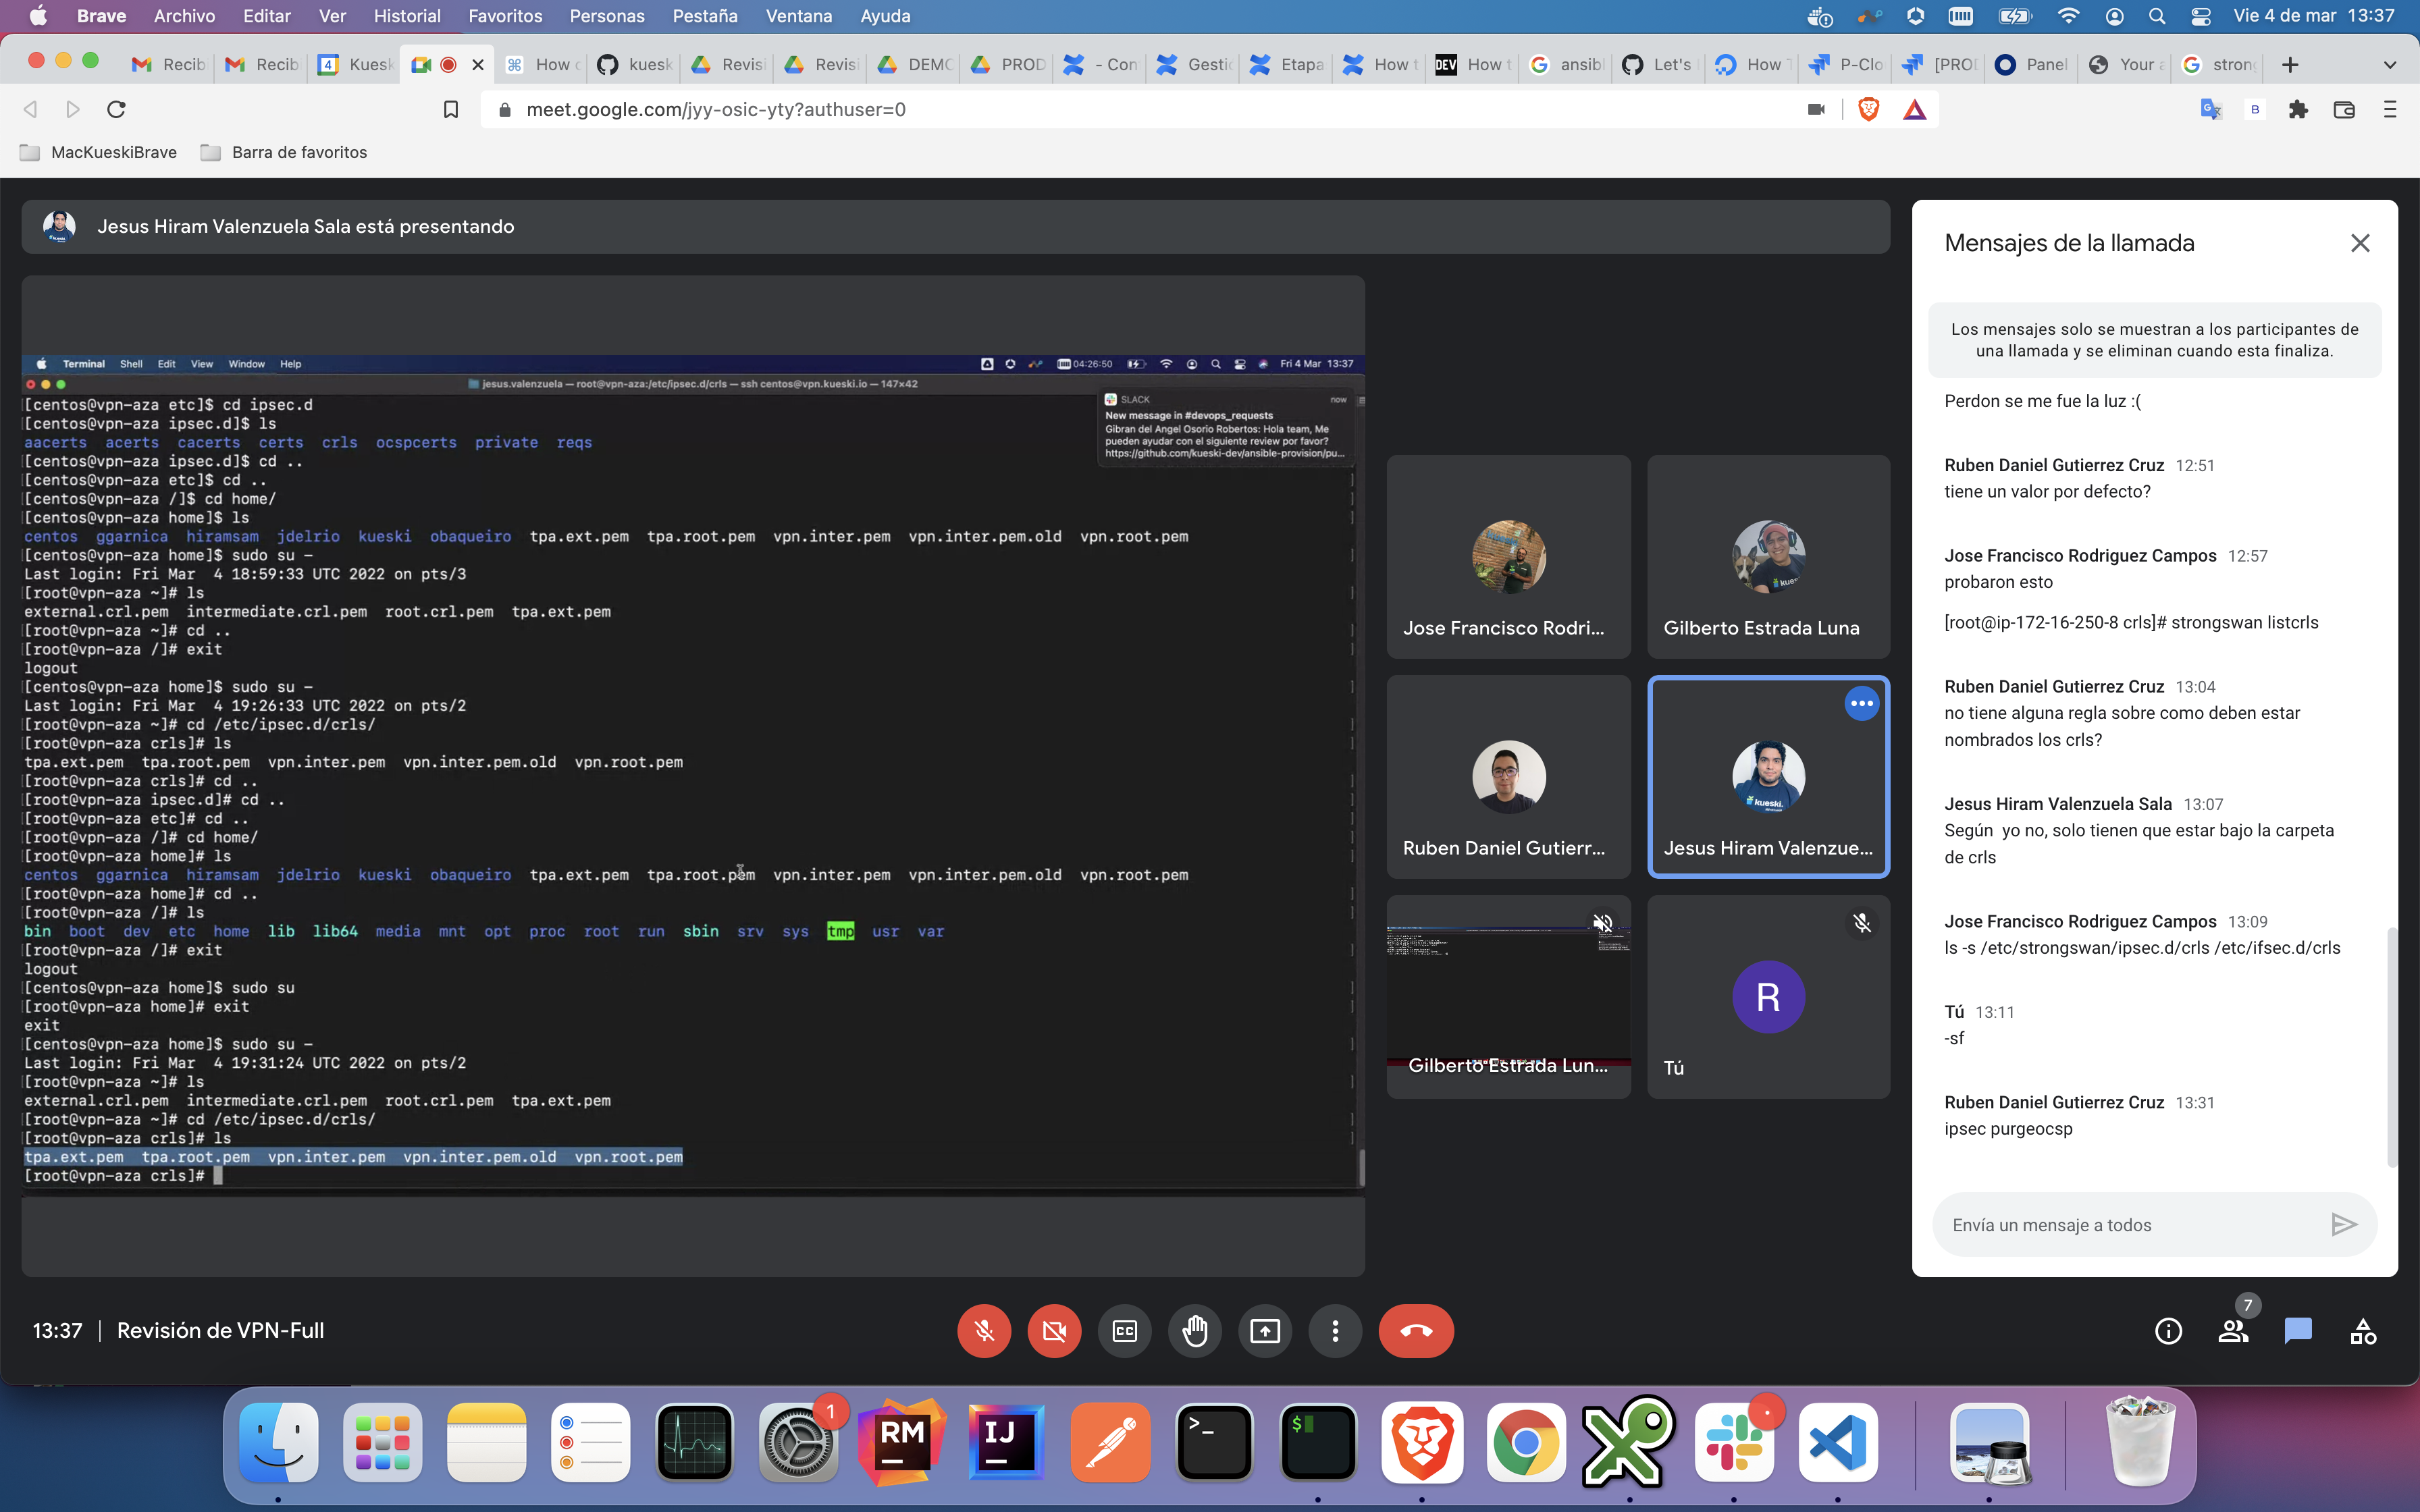 Brave Archivo Editar Ver Historial Favoritos Personas Pestaña Ventana Ayuda Vie 4 de mar 13:37
Recib Recib Kuesk How c kuesk Revisi Revisi DEMO PROD - Con Gestic Etapa How t How t ansib Let's How T P-Clo [PROD Panel Your a stron
meet.google.com/jyy-osic-yty?authuser=0
MacKueskiBrave Barra de favoritos
Jesus Hiram Valenzuela Sala está presentando
Terminal Shell Edit View Window Help 04:26:50 Fri 4 Mar 13:37
jesus.valenzuela — root@vpn-aza:/etc/ipsec.d/crls — ssh centos@vpn.kueski.io — 147×42
SLACK now
New message in #devops_requests
Gibran del Angel Osorio Robertos: Hola team, Me
pueden ayudar con el siguiente review por favor?
https://github.com/kueski-dev/ansible-provision/pu...
[centos@vpn-aza etc]$ cd ipsec.d
[centos@vpn-aza ipsec.d]$ ls
aacerts acerts cacerts certs crls ocspcerts private reqs
[centos@vpn-aza ipsec.d]$ cd ..
[centos@vpn-aza etc]$ cd ..
[centos@vpn-aza /]$ cd home/
[centos@vpn-aza home]$ ls
centos ggarnica hiramsam jdelrio kueski obaqueiro tpa.ext.pem tpa.root.pem vpn.inter.pem vpn.inter.pem.old vpn.root.pem
[centos@vpn-aza home]$ sudo su -
Last login: Fri Mar 4 18:59:33 UTC 2022 on pts/3
[root@vpn-aza ~]# ls
external.crl.pem intermediate.crl.pem root.crl.pem tpa.ext.pem
[root@vpn-aza ~]# cd ..
[root@vpn-aza /]# exit
logout
[centos@vpn-aza home]$ sudo su -
Last login: Fri Mar 4 19:26:33 UTC 2022 on pts/2
[root@vpn-aza ~]# cd /etc/ipsec.d/crls/
[root@vpn-aza crls]# ls
tpa.ext.pem tpa.root.pem vpn.inter.pem vpn.inter.pem.old vpn.root.pem
[root@vpn-aza crls]# cd ..
[root@vpn-aza ipsec.d]# cd ..
[root@vpn-aza etc]# cd ..
[root@vpn-aza /]# cd home/
[root@vpn-aza home]# ls
centos ggarnica hiramsam jdelrio kueski obaqueiro tpa.ext.pem tpa.root.pem vpn.inter.pem vpn.inter.pem.old vpn.root.pem
[root@vpn-aza home]# cd ..
[root@vpn-aza /]# ls
bin boot dev etc home lib lib64 media mnt opt proc root run sbin srv sys tmp usr var
[root@vpn-aza /]# exit
logout
[centos@vpn-aza home]$ sudo su
[root@vpn-aza home]# exit
exit
[centos@vpn-aza home]$ sudo su -
Last login: Fri Mar 4 19:31:24 UTC 2022 on pts/2
[root@vpn-aza ~]# ls
external.crl.pem intermediate.crl.pem root.crl.pem tpa.ext.pem
[root@vpn-aza ~]# cd /etc/ipsec.d/crls/
[root@vpn-aza crls]# ls
tpa.ext.pem tpa.root.pem vpn.inter.pem vpn.inter.pem.old vpn.root.pem
[root@vpn-aza crls]#
Jose Francisco Rodri...
Gilberto Estrada Luna
Ruben Daniel Gutierr...
Jesus Hiram Valenzue...
Gilberto Estrada Lun...
R
Tú
Mensajes de la llamada
Los mensajes solo se muestran a los participantes de
una llamada y se eliminan cuando esta finaliza.
Perdon se me fue la luz :(
Ruben Daniel Gutierrez Cruz 12:51
tiene un valor por defecto?
Jose Francisco Rodriguez Campos 12:57
probaron esto
[root@ip-172-16-250-8 crls]# strongswan listcrls
Ruben Daniel Gutierrez Cruz 13:04
no tiene alguna regla sobre como deben estar
nombrados los crls?
Jesus Hiram Valenzuela Sala 13:07
Según yo no, solo tienen que estar bajo la carpeta
de crls
Jose Francisco Rodriguez Campos 13:09
ls -s /etc/strongswan/ipsec.d/crls /etc/ifsec.d/crls
Tú 13:11
-sf
Ruben Daniel Gutierrez Cruz 13:31
ipsec purgeocsp
Envía un mensaje a todos
13:37 | Revisión de VPN-Full
7
1
RM
IJ